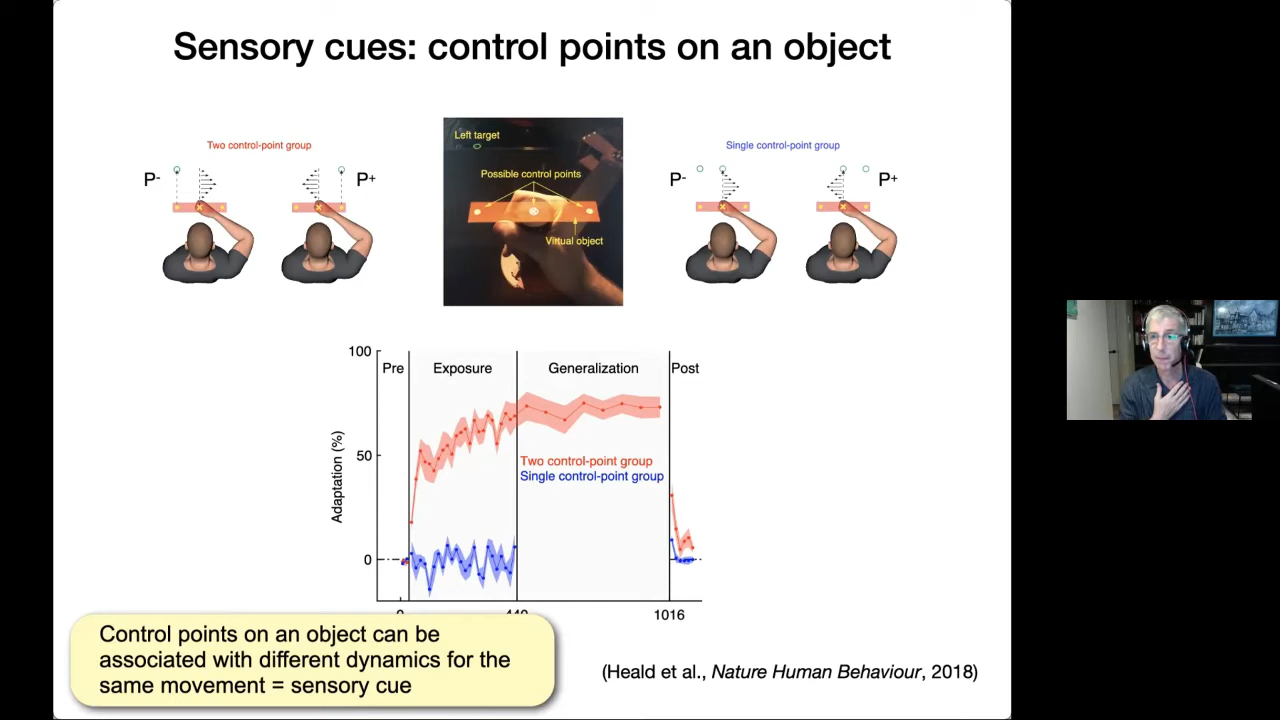 Sensory cues: control points on an object
Two control-point group
P-
P+
Left target
Possible control points
Virtual object
Single control-point group
P-
P+
100
50
0
Adaptation (%)
Pre
Exposure
Generalization
Post
Two control-point group
Single control-point group
1016
Control points on an object can be
associated with different dynamics for the
same movement = sensory cue
(Heald et al., Nature Human Behaviour, 2018)